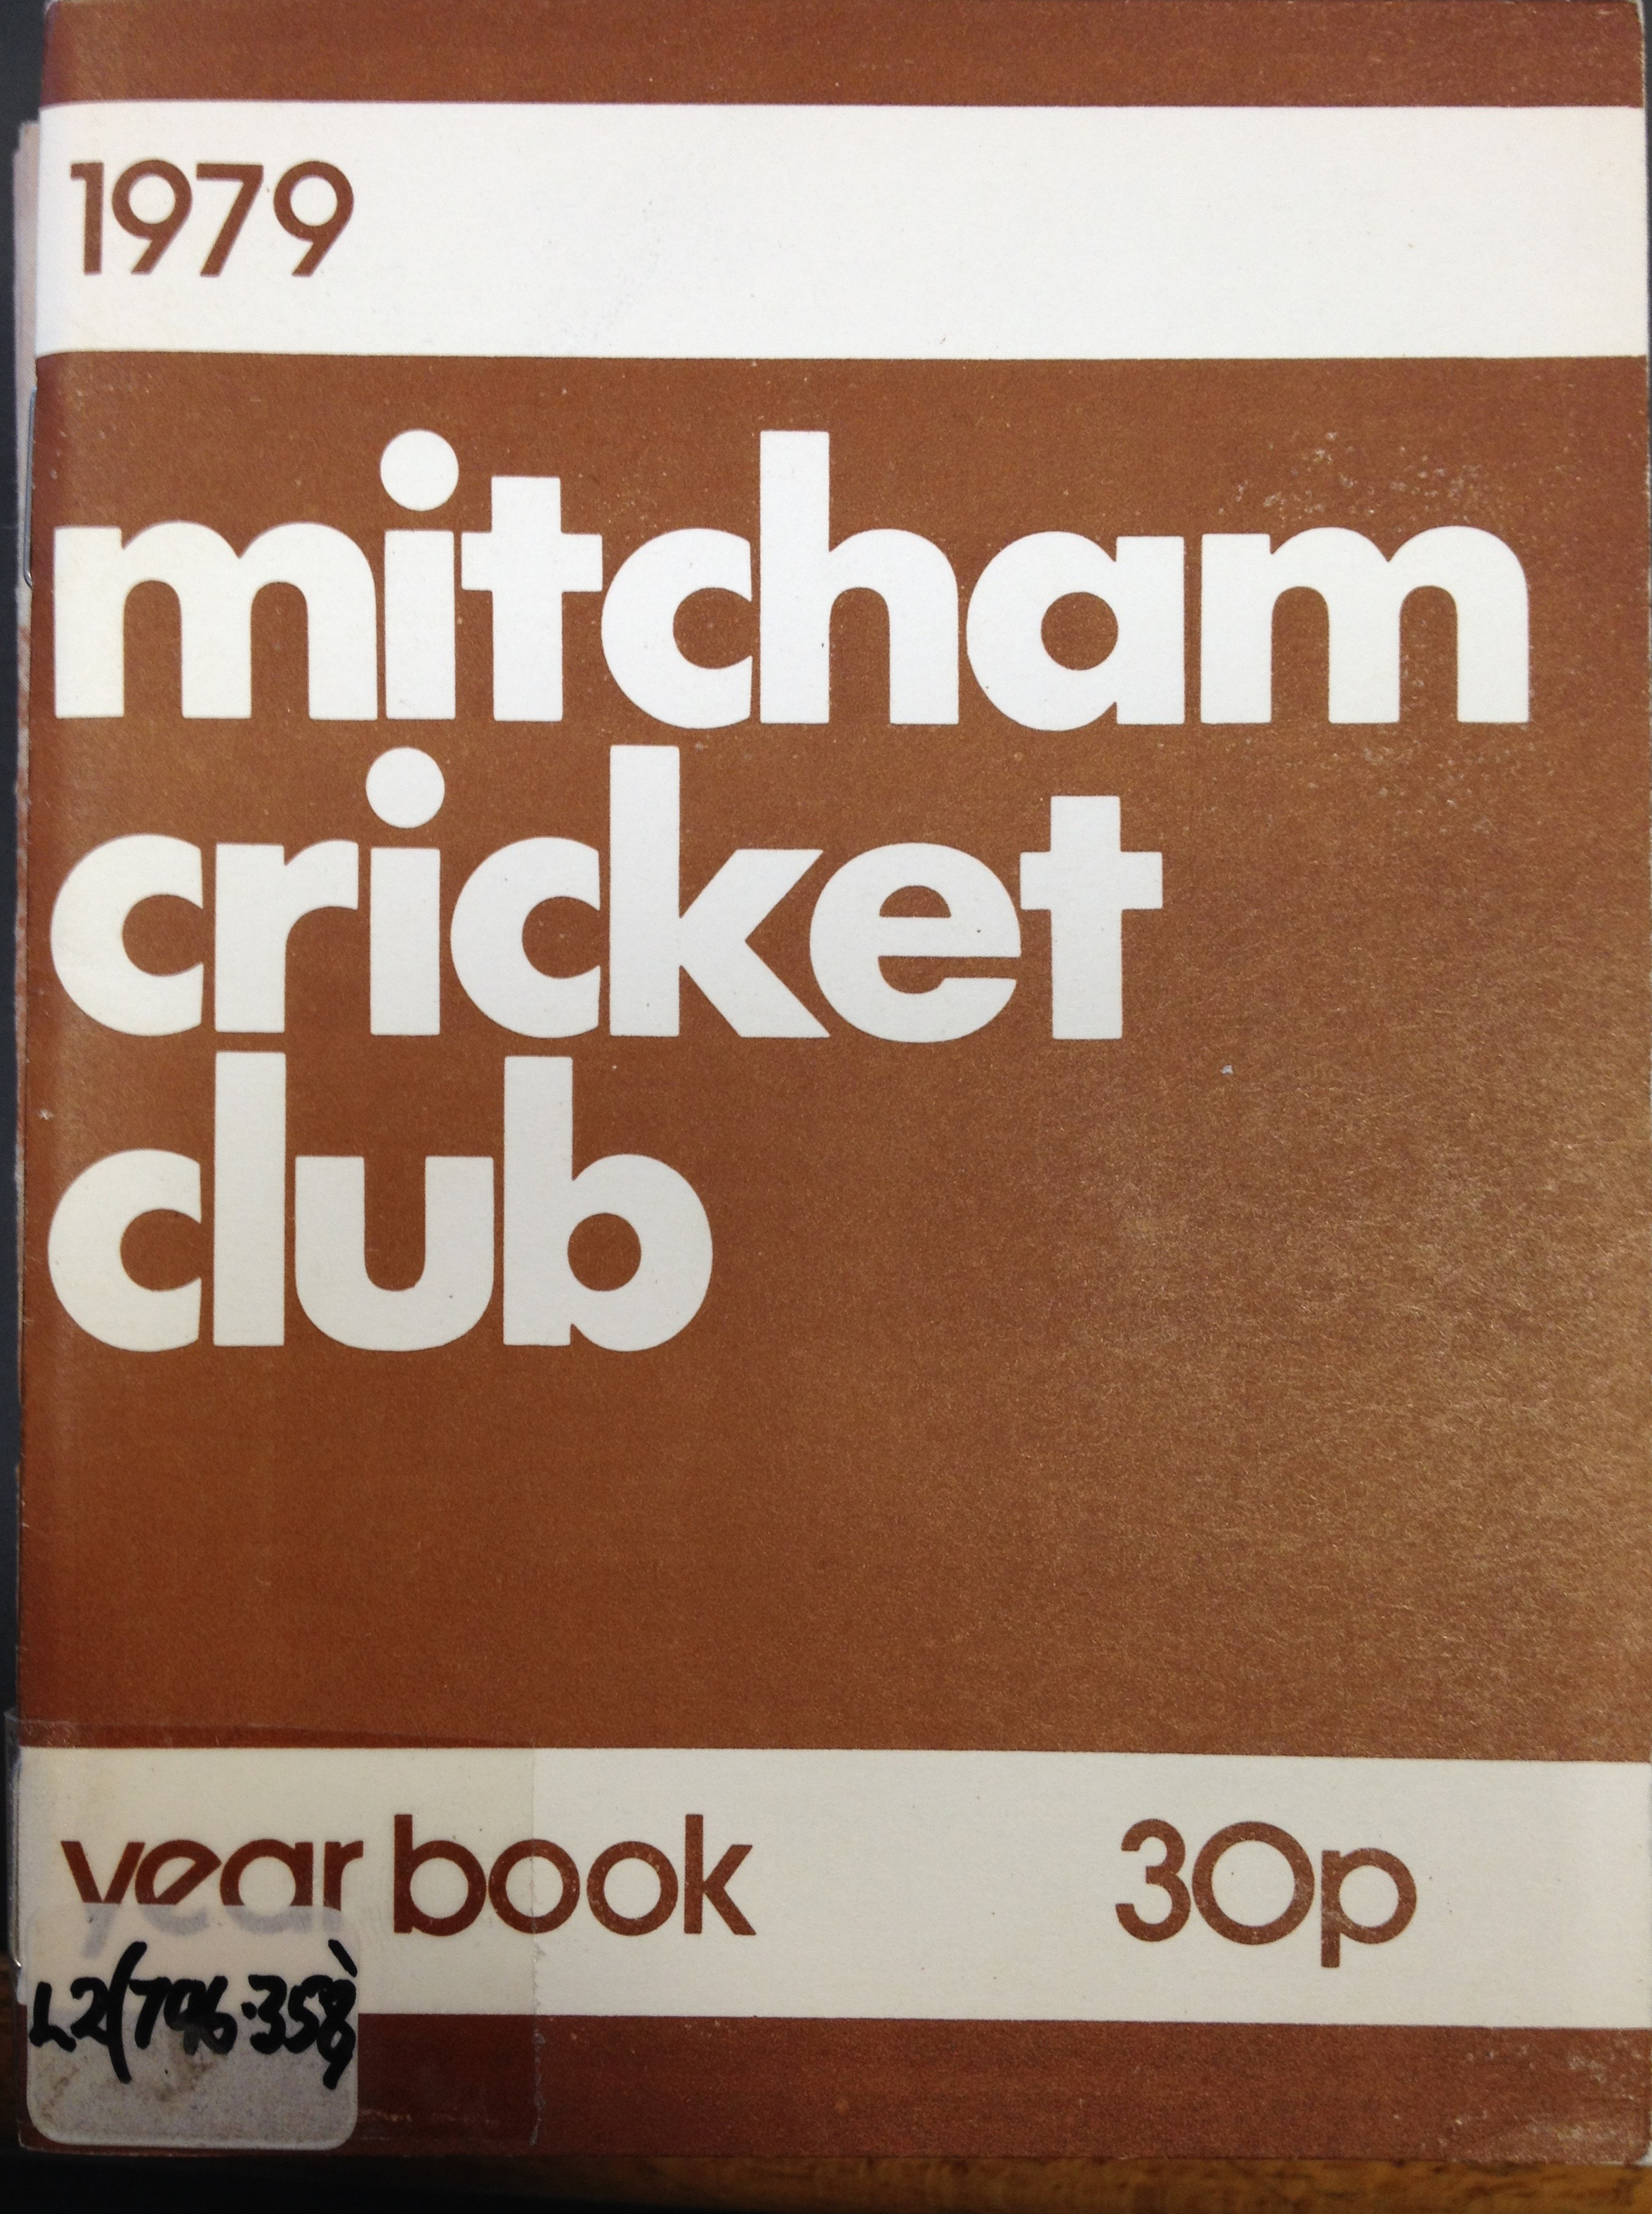 1979
mitcham
cricket
club
year book 30p
L2(796.358)